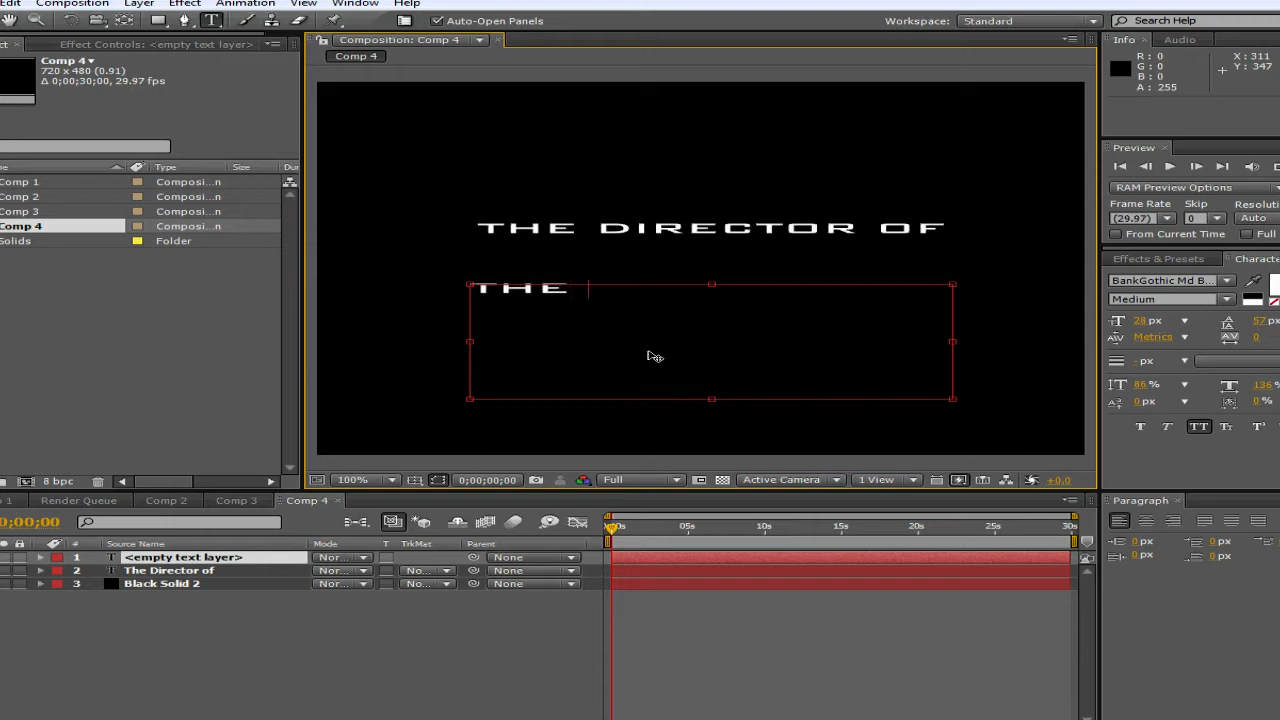 Edit Composition Layer Effect Animation View Window Help
Auto-Open Panels
Workspace: Standard
Search Help
Effect Controls: <empty text layer>
Composition: Comp 4
Info Audio
Comp 4
720 x 480 (0.91)
Δ 0;00;30;00, 29.97 fps
Comp 4
R: 0
G: 0
B: 0
A: 255
X: 311
Y: 347
Preview
RAM Preview Options
Frame Rate Skip
(29.97) 0 Auto
From Current Time Full
Type Size
Comp 1 Composi...n
Comp 2 Composi...n
Comp 3 Composi...n
Comp 4 Composi...n
Solids Folder
THE DIRECTOR OF
THE
Effects & Presets
BankGothic Md B...
Medium
28 px 57 px
Metrics 0
- px
86 % 136
0 px 0 %
T T TT Tr T¹
8 bpc
100% 0;00;00;00 Full Active Camera 1 View +0.0
Render Queue Comp 2 Comp 3 Comp 4
Paragraph
0 px 0 px
0 px 0 px
0;00;00
05s 10s 15s 20s 25s 30s
Source Name Mode T TrkMat Parent
1 T <empty text layer> Nor... None
2 T The Director of Nor... No... None
3 Black Solid 2 Nor... No... None